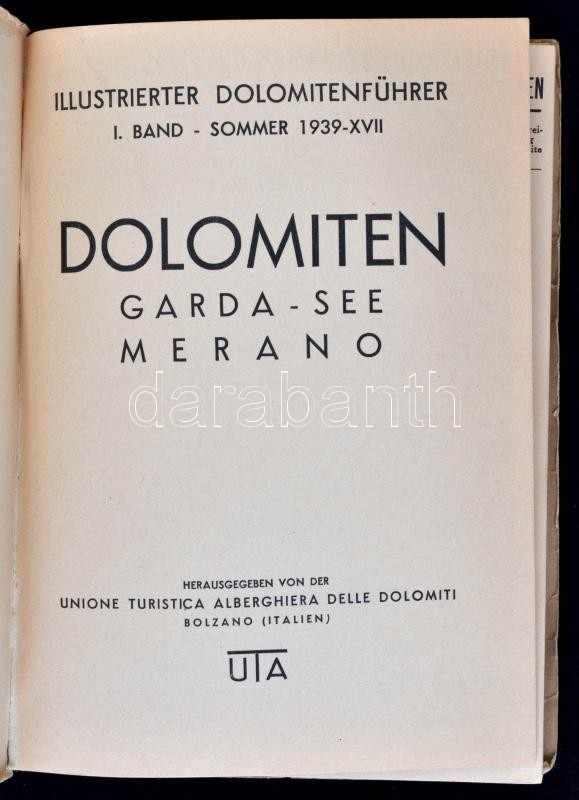 ILLUSTRIERTER DOLOMITENFÜHRER
I. BAND - SOMMER 1939-XVII
DOLOMITEN
GARDA - SEE
MERANO
darabanth
HERAUSGEGEBEN VON DER
UNIONE TURISTICA ALBERGHIERA DELLE DOLOMITI
BOLZANO (ITALIEN)
UTA